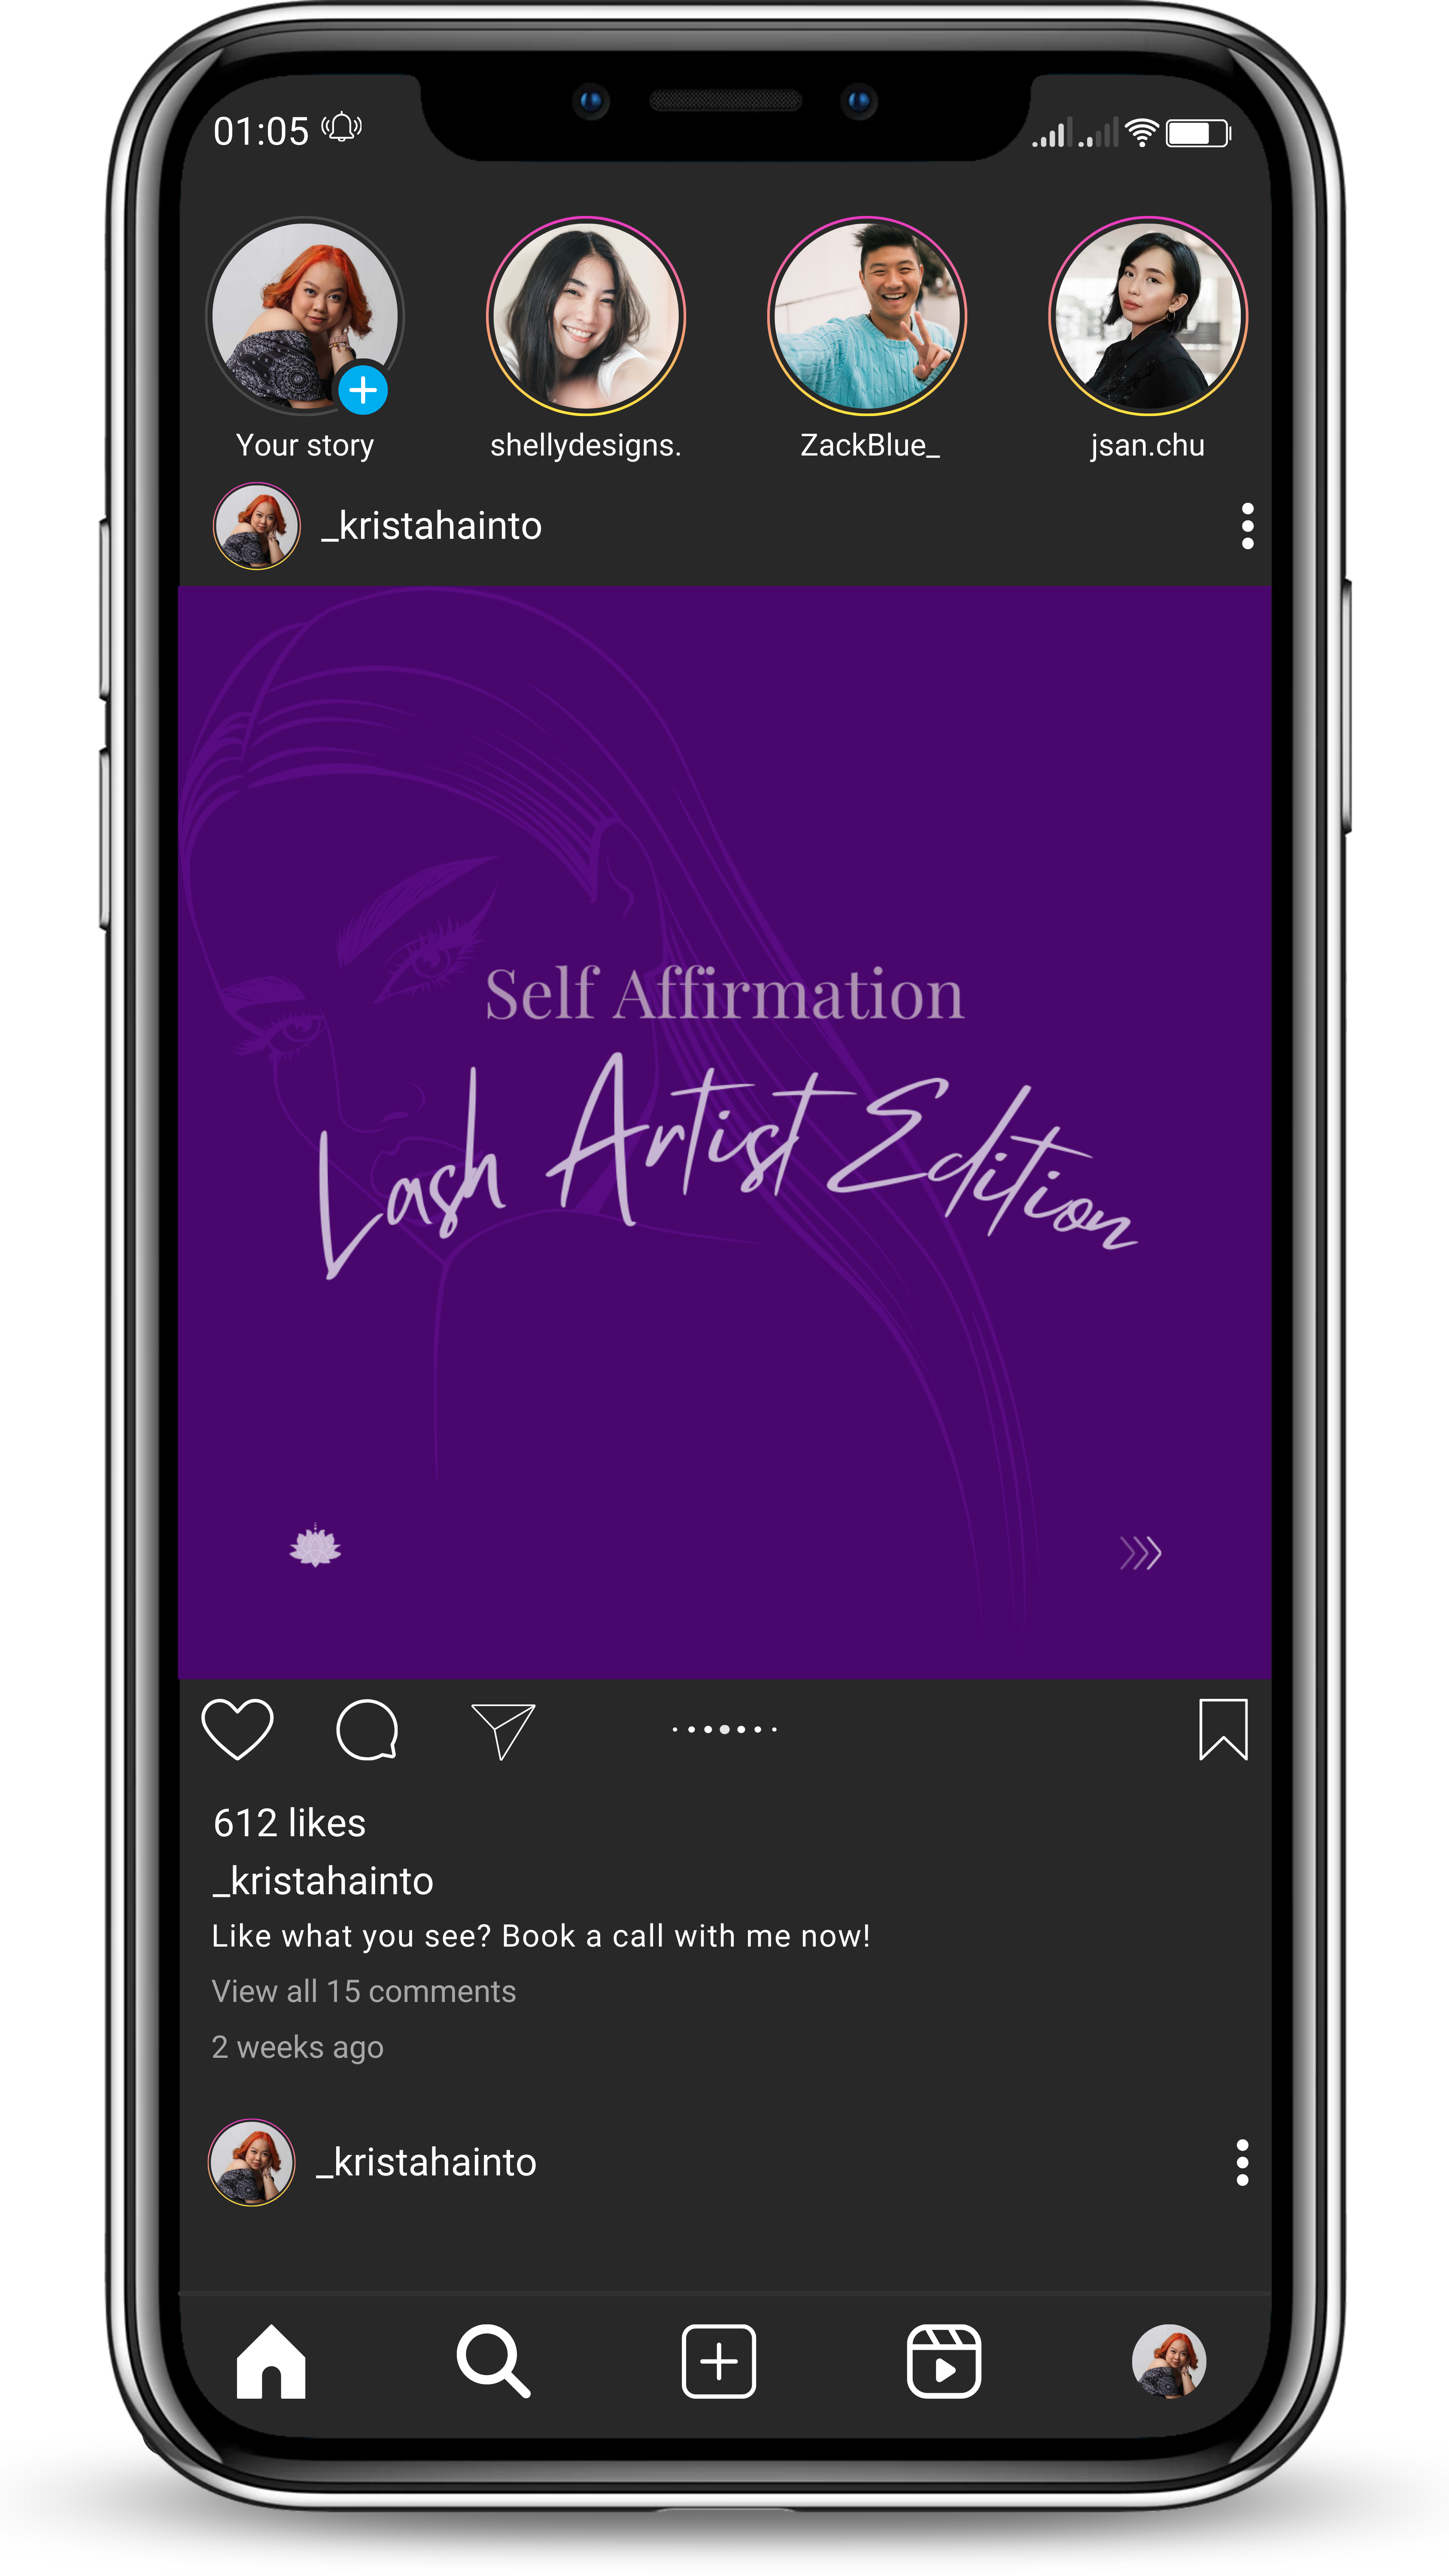 01:05
Your story
shellydesigns.
ZackBlue_
jsan.chu
_kristahainto
Self Affirmation
Lash Artist Edition
612 likes
_kristahainto
Like what you see? Book a call with me now!
View all 15 comments
2 weeks ago
_kristahainto